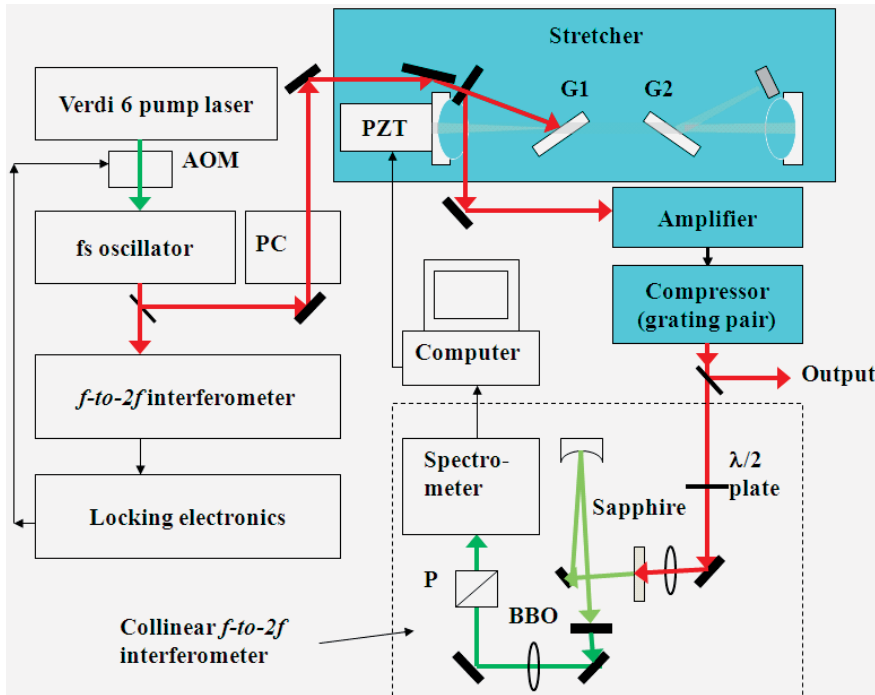 Stretcher
Verdi 6 pump laser
G1
G2
PZT
AOM
fs oscillator
PC
Amplifier
Compressor
(grating pair)
Computer
Output
f-to-2f interferometer
Spectro-
meter
λ/2
plate
Sapphire
Locking electronics
P
BBO
Collinear f-to-2f
interferometer